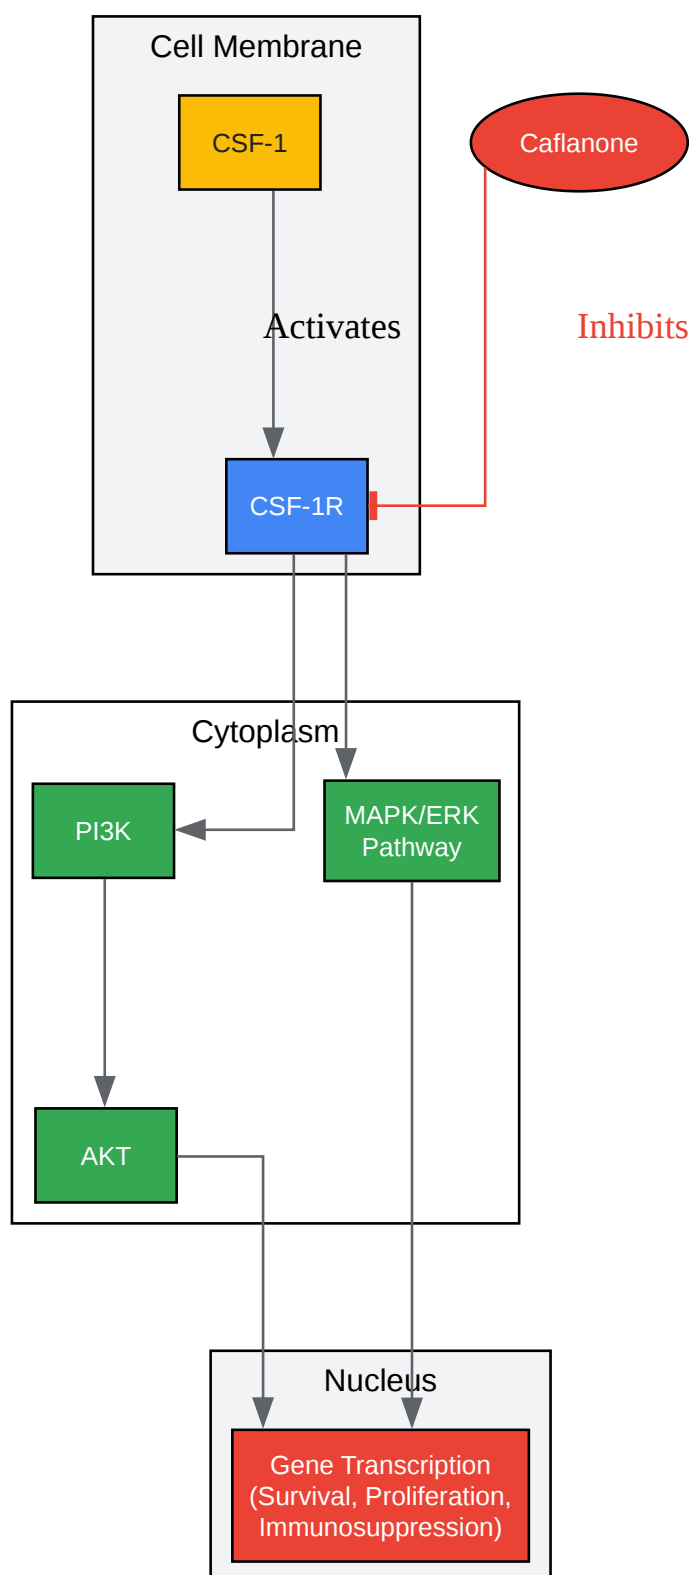 Cell Membrane
CSF-1
Caflanone
Activates
Inhibits
CSF-1R
Cytoplasm
PI3K
MAPK/ERK
Pathway
AKT
Nucleus
Gene Transcription
(Survival, Proliferation,
Immunosuppression)